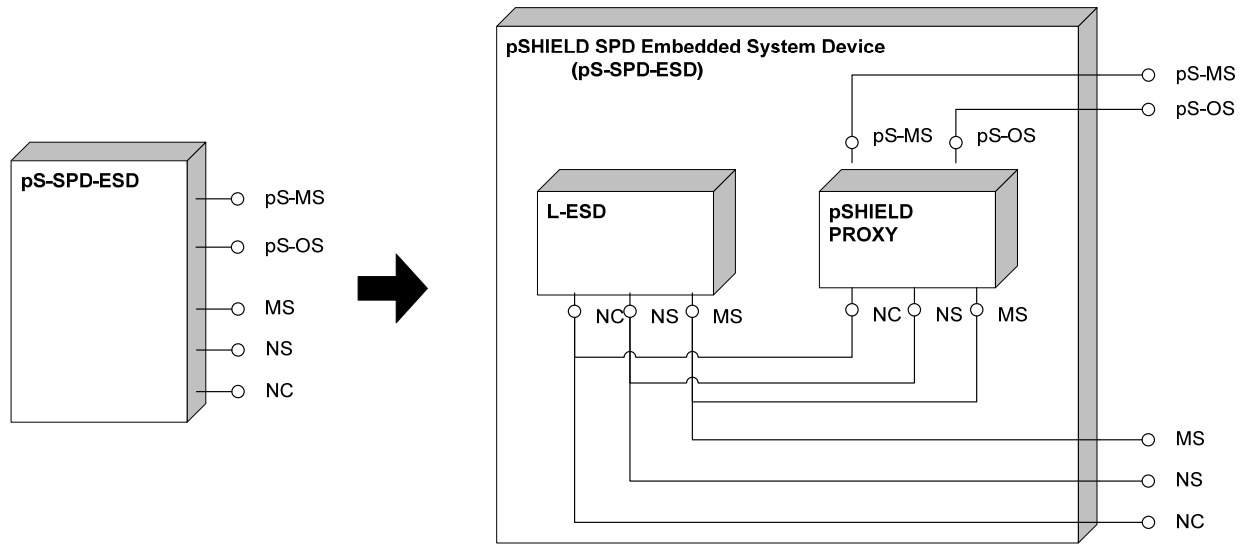 pS-SPD-ESD
pS-MS
pS-OS
MS
NS
NC
pSHIELD SPD Embedded System Device
(pS-SPD-ESD)
pS-MS
pS-OS
pS-MS
pS-OS
L-ESD
pSHIELD
PROXY
NC
NS
MS
NC
NS
MS
MS
NS
NC